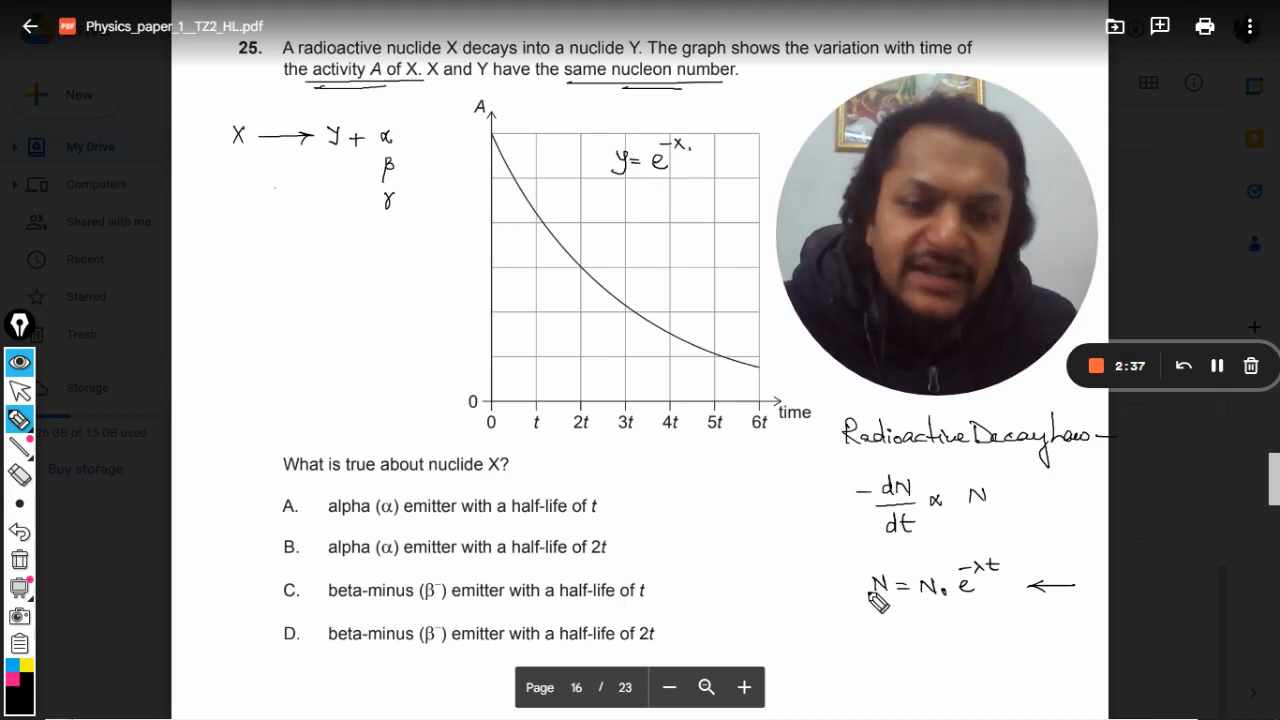 Physics_paper_1__TZ2_HL.pdf
New
My Drive
Computers
Shared with me
Recent
Starred
Trash
Storage
GB of 15 GB used
Buy storage
25. A radioactive nuclide X decays into a nuclide Y. The graph shows the variation with time of
the activity A of X. X and Y have the same nucleon number.
X ⟶ Y + α
β
γ
A
y = e^{-x}.
0
0 t 2t 3t 4t 5t 6t
time
What is true about nuclide X?
A. alpha (α) emitter with a half-life of t
B. alpha (α) emitter with a half-life of 2t
C. beta-minus (β⁻) emitter with a half-life of t
D. beta-minus (β⁻) emitter with a half-life of 2t
2:37
Radioactive Decay Law —
- dN/dt ∝ N
N = N₀ e^{-λt} ⟵
Page 16 / 23